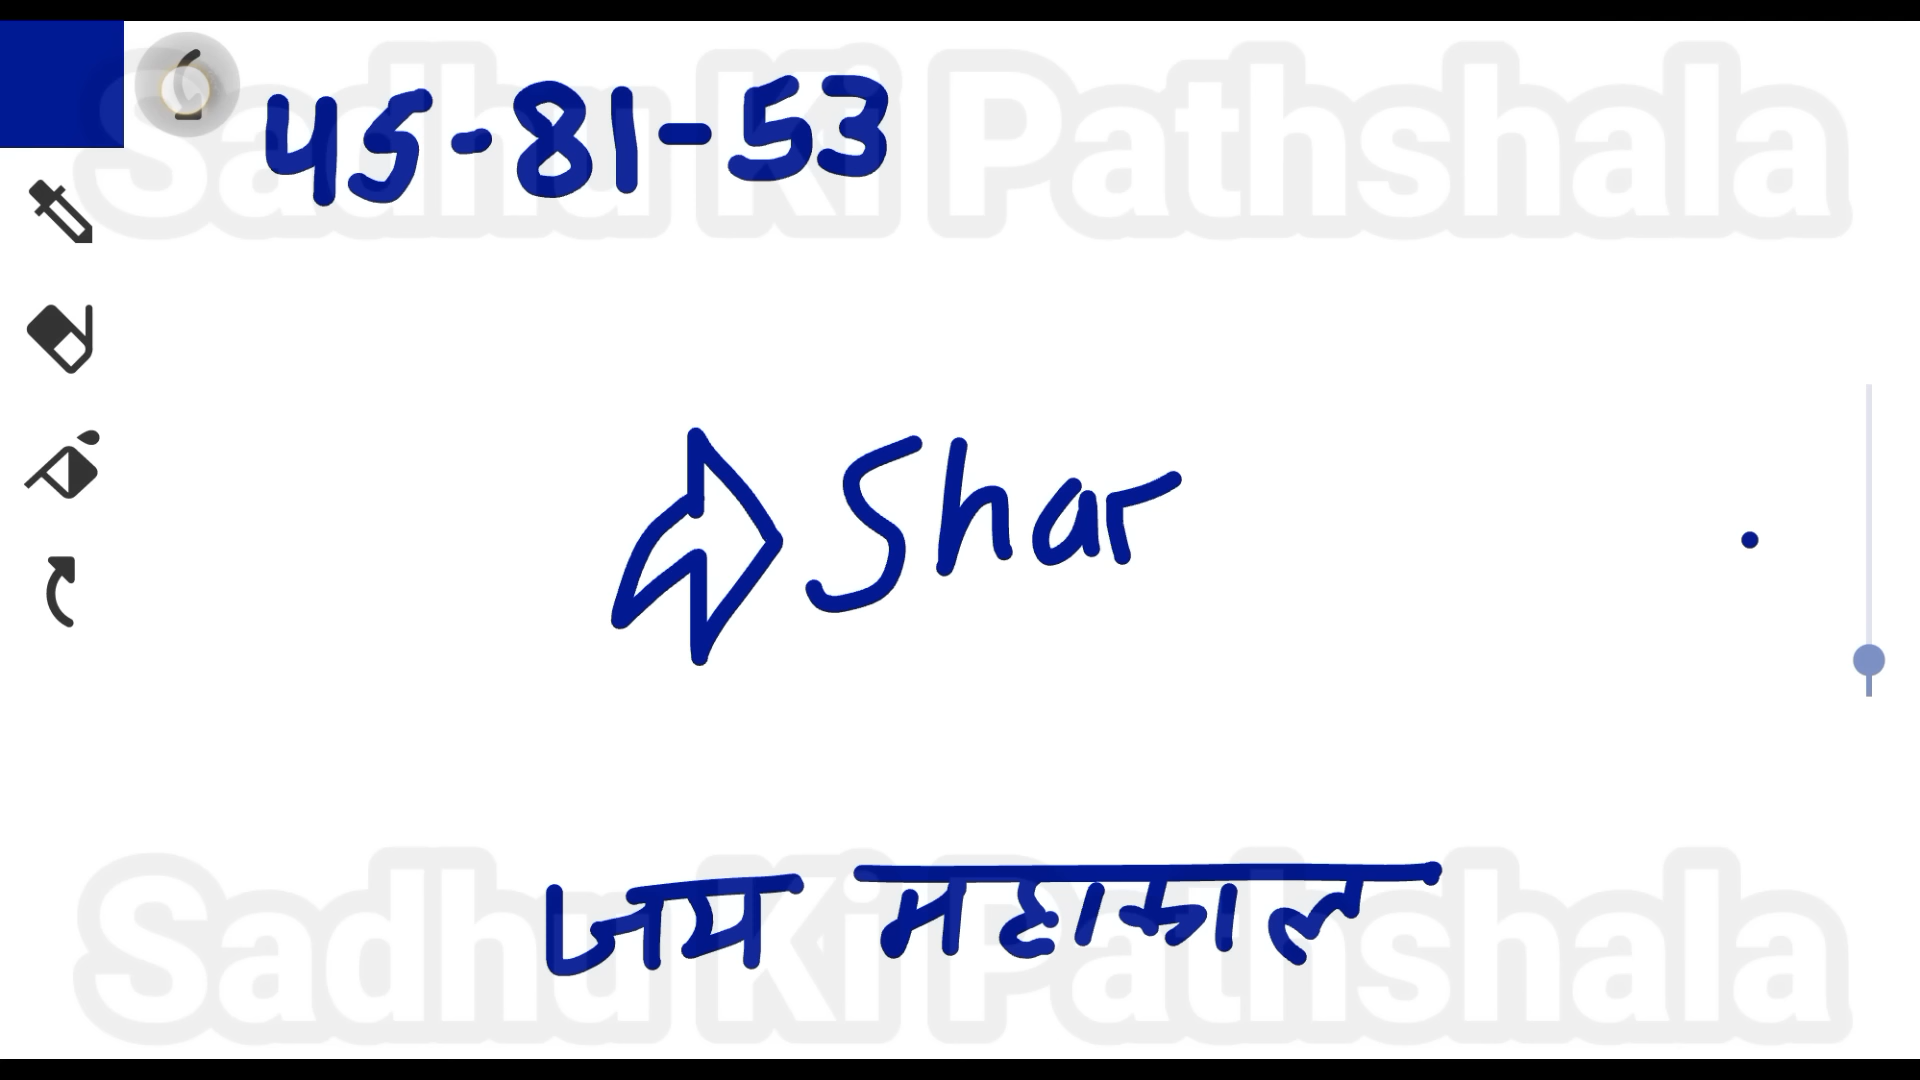 Sadhu Ki Pathshala
45-81-53
Shar
जय महाकाल
Sadhu Ki Pathshala